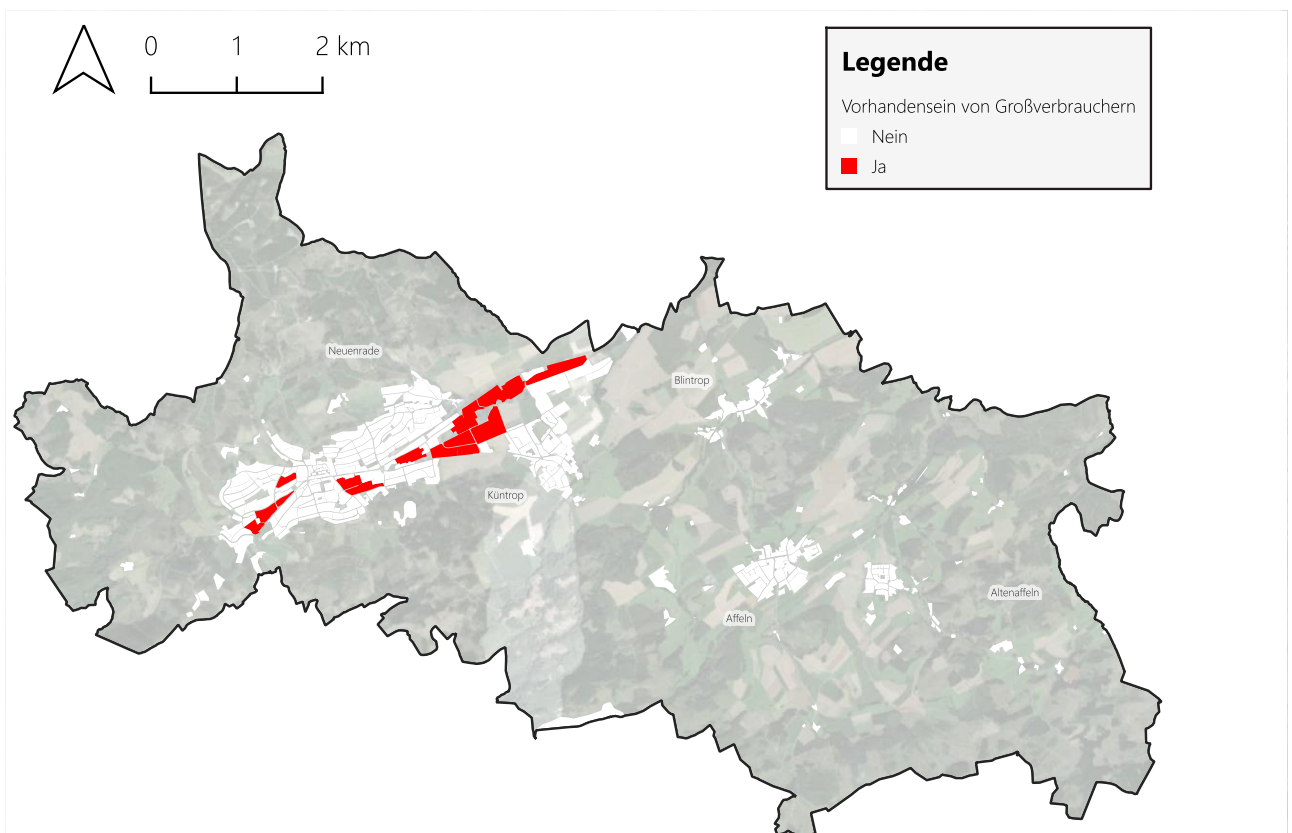 0 1 2 km
Legende
Vorhandensein von Großverbrauchern
Nein
Ja
Neuenrade
Blintrop
Küntrop
Altenaffeln
Affeln